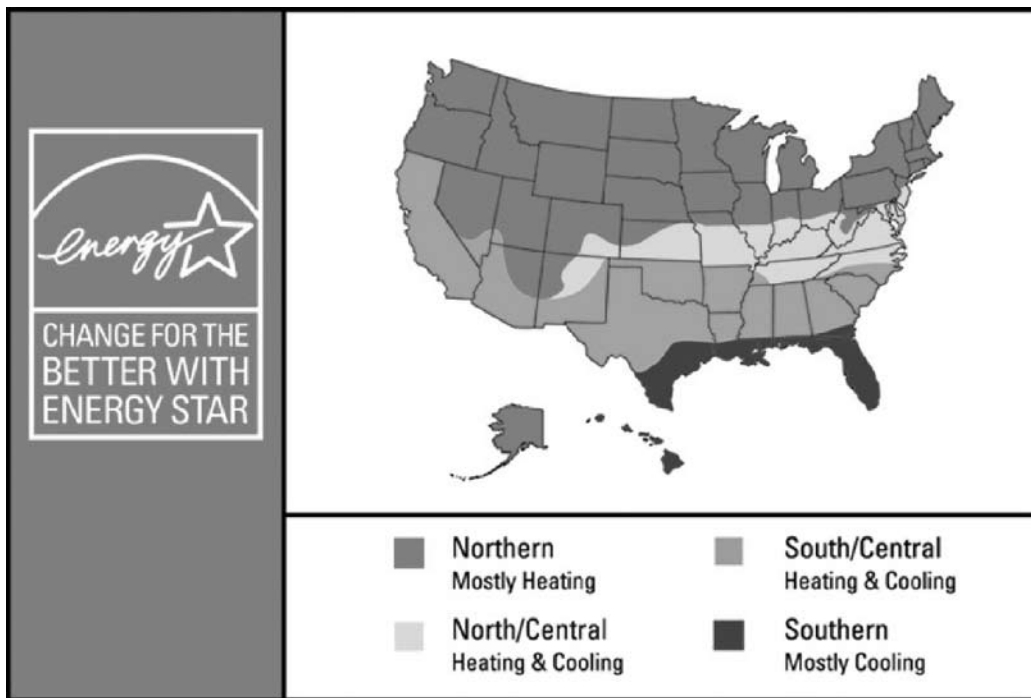 energy
CHANGE FOR THE
BETTER WITH
ENERGY STAR
Northern
Mostly Heating
North/Central
Heating & Cooling
South/Central
Heating & Cooling
Southern
Mostly Cooling